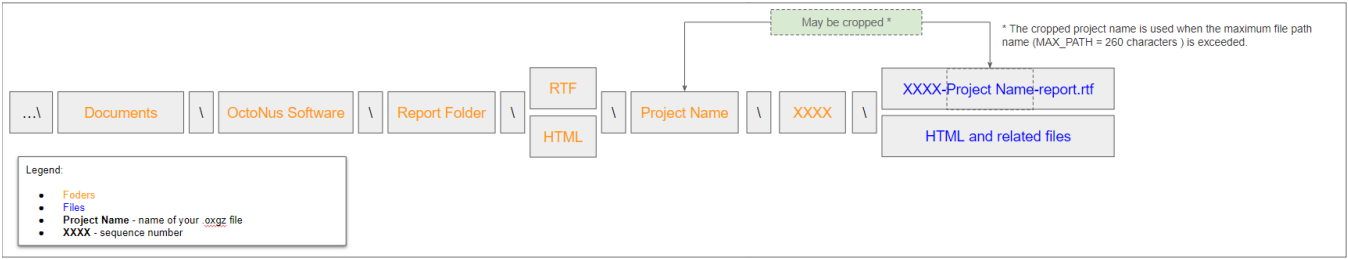 May be cropped *
* The cropped project name is used when the maximum file path
name (MAX_PATH = 260 characters ) is exceeded.
...\ Documents \ OctoNus Software \ Report Folder \ RTF \ Project Name \ XXXX \ XXXX-Project Name-report.rtf
HTML HTML and related files
Legend:
● Foders
● Files
● Project Name - name of your .oxgz file
● XXXX - sequence number